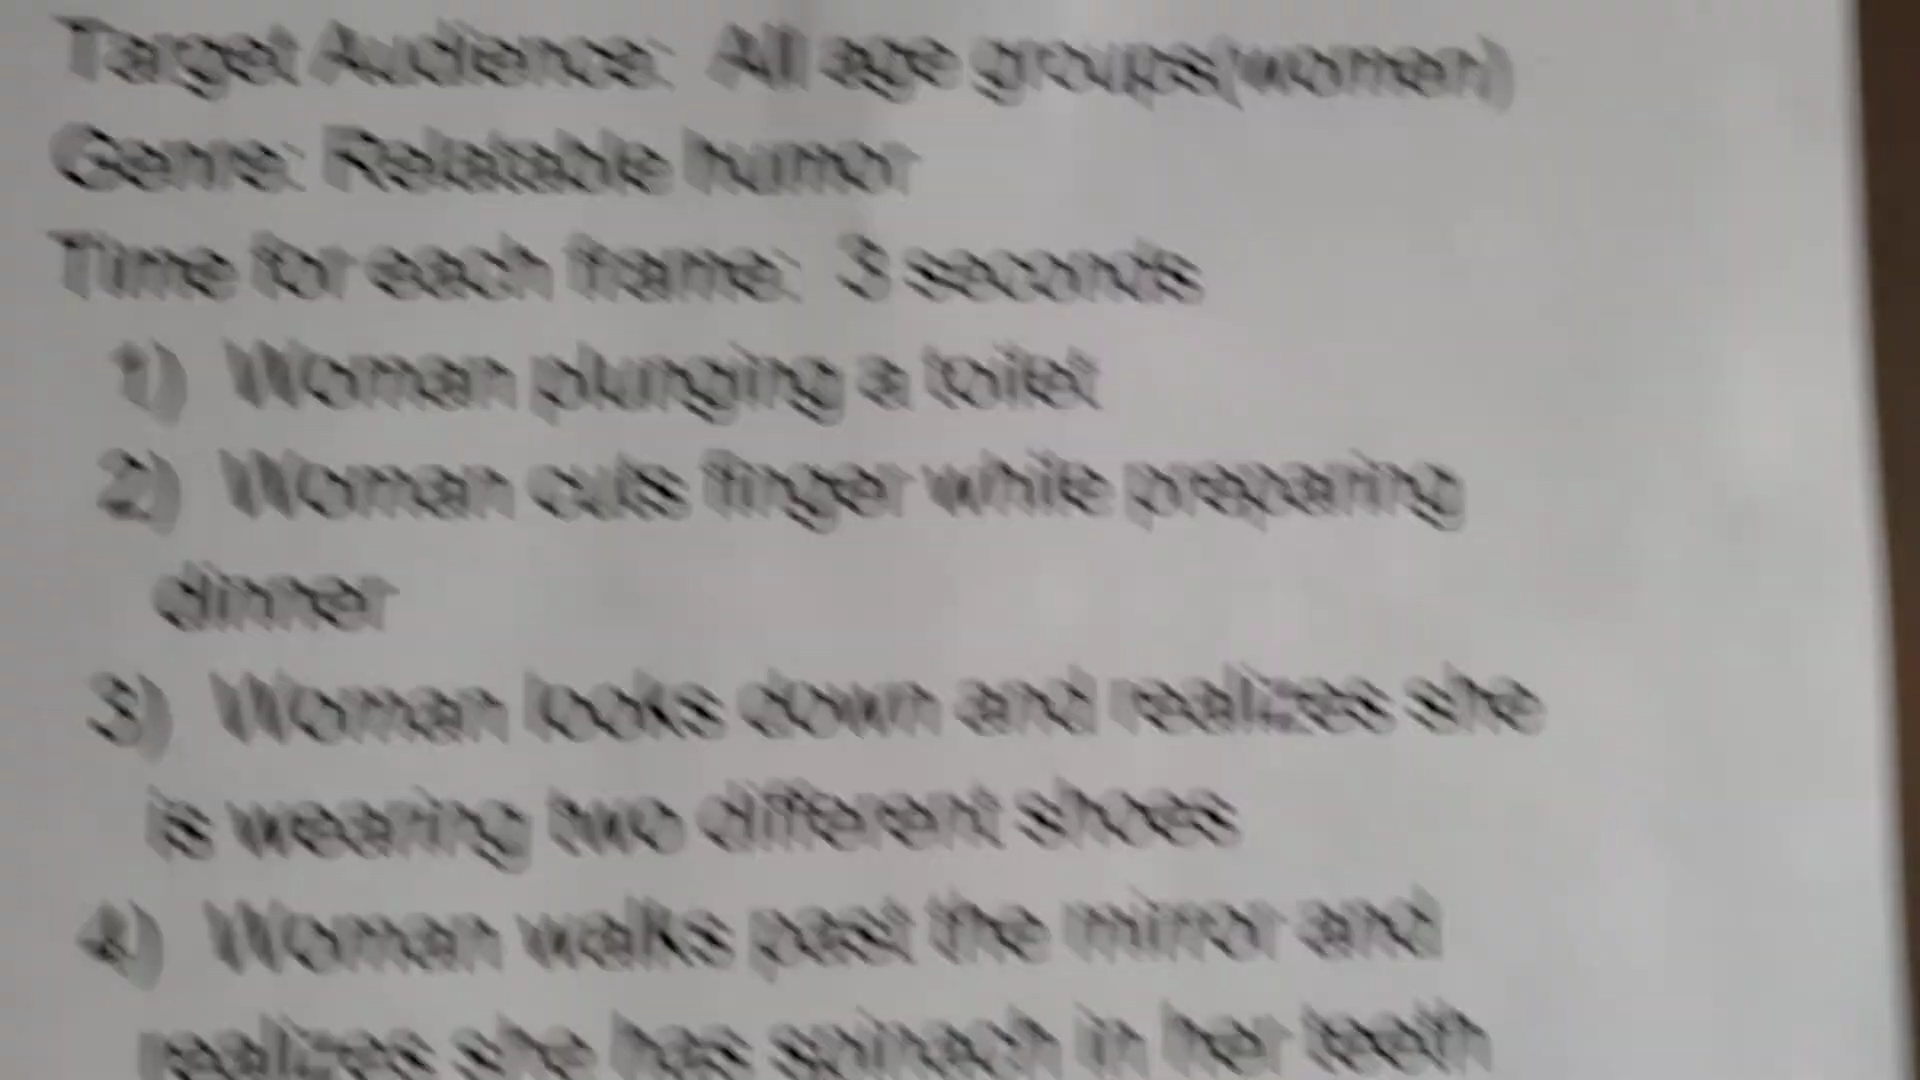 Target Audience: All age groups(women)
Genre: Relatable humor
Time for each frame: 3 seconds
1) Woman plunging a toilet
2) Woman cuts finger while preparing
dinner
3) Woman looks down and realizes she
is wearing two different shoes
4) Woman walks past the mirror and
realizes she has spinach in her teeth